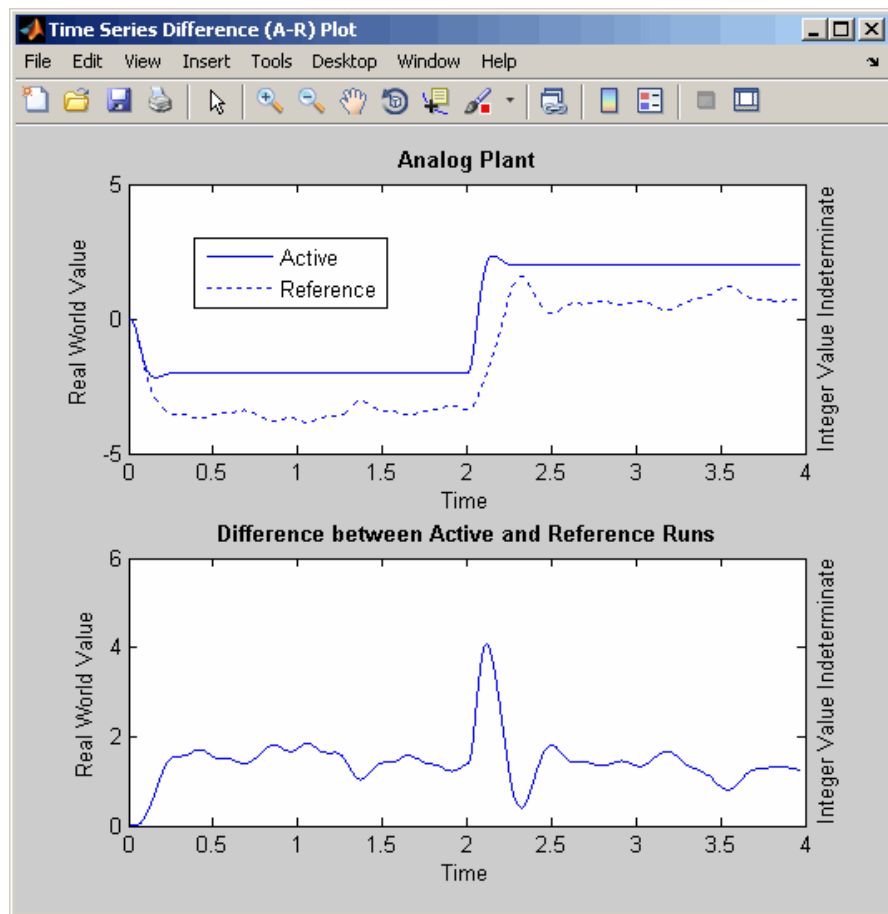 Time Series Difference (A-R) Plot
File Edit View Insert Tools Desktop Window Help
Analog Plant
5
0
-5
Real World Value
Active
Reference
Integer Value Indeterminate
0 0.5 1 1.5 2 2.5 3 3.5 4
Time
Difference between Active and Reference Runs
6
4
2
0
Real World Value
Integer Value Indeterminate
0 0.5 1 1.5 2 2.5 3 3.5 4
Time